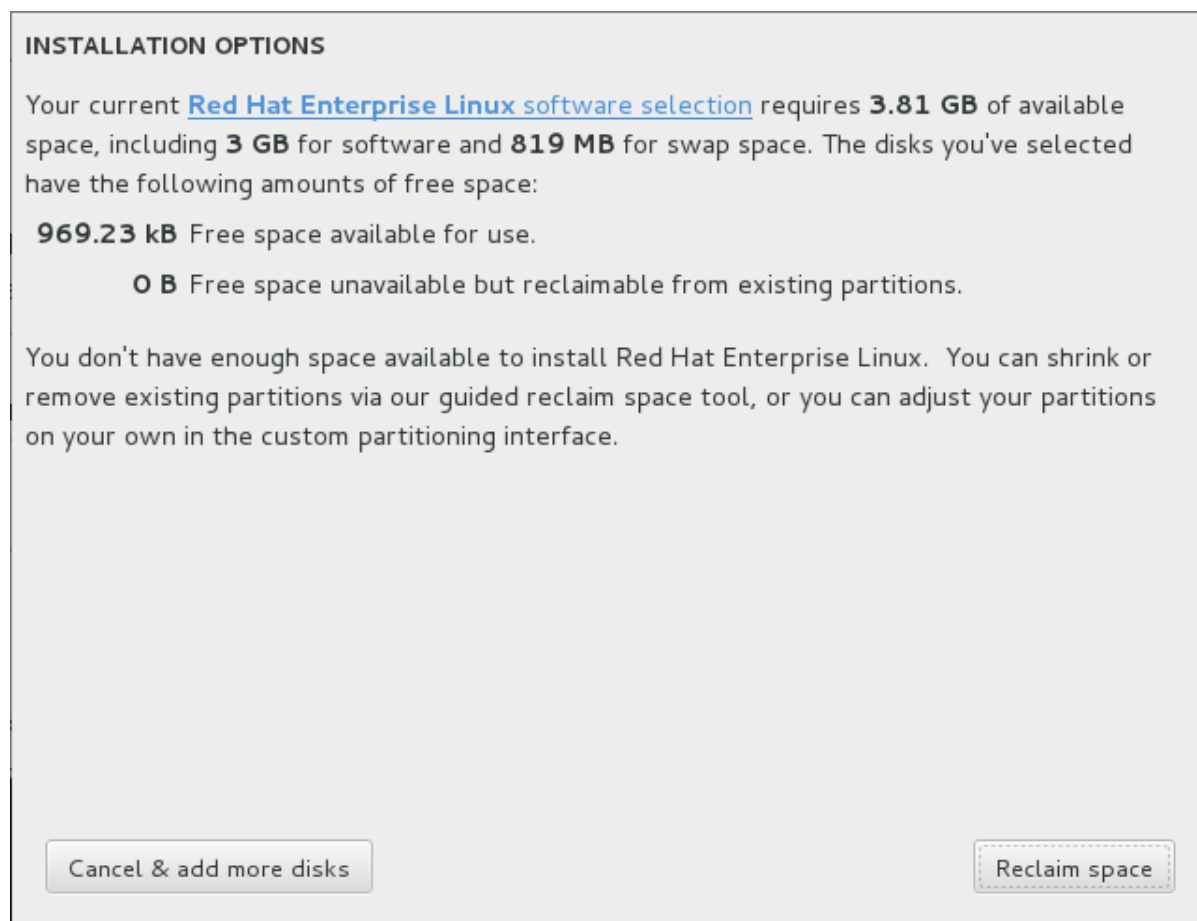 INSTALLATION OPTIONS
Your current Red Hat Enterprise Linux software selection requires 3.81 GB of available
space, including 3 GB for software and 819 MB for swap space. The disks you've selected
have the following amounts of free space:
969.23 kB Free space available for use.
0 B Free space unavailable but reclaimable from existing partitions.
You don't have enough space available to install Red Hat Enterprise Linux.  You can shrink or
remove existing partitions via our guided reclaim space tool, or you can adjust your partitions
on your own in the custom partitioning interface.
Cancel & add more disks
Reclaim space